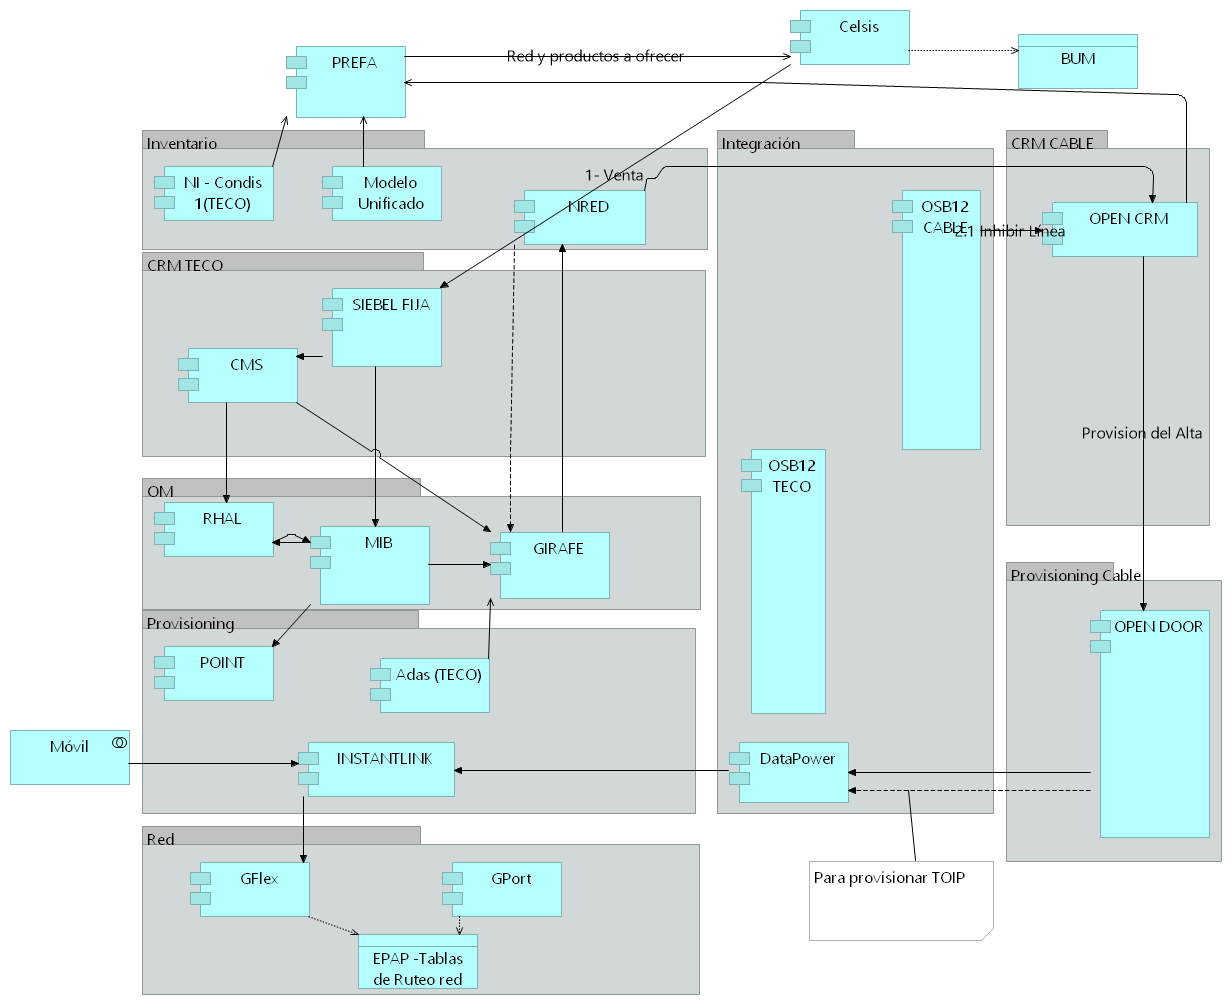 Celsis
PREFA
Red y productos a ofrecer
BUM
Inventario
Integración
CRM CABLE
NI - Condis
1(TECO)
Modelo
Unificado
1- Venta
NRED
OSB12
CABLE
2.1 Inhibir Línea
OPEN CRM
CRM TECO
SIEBEL FIJA
CMS
Provision del Alta
OSB12
TECO
OM
RHAL
MIB
GIRAFE
Provisioning Cable
Provisioning
OPEN DOOR
POINT
Adas (TECO)
Móvil
INSTANTLINK
DataPower
Red
GFlex
GPort
Para provisionar TOIP
EPAP -Tablas
de Ruteo red